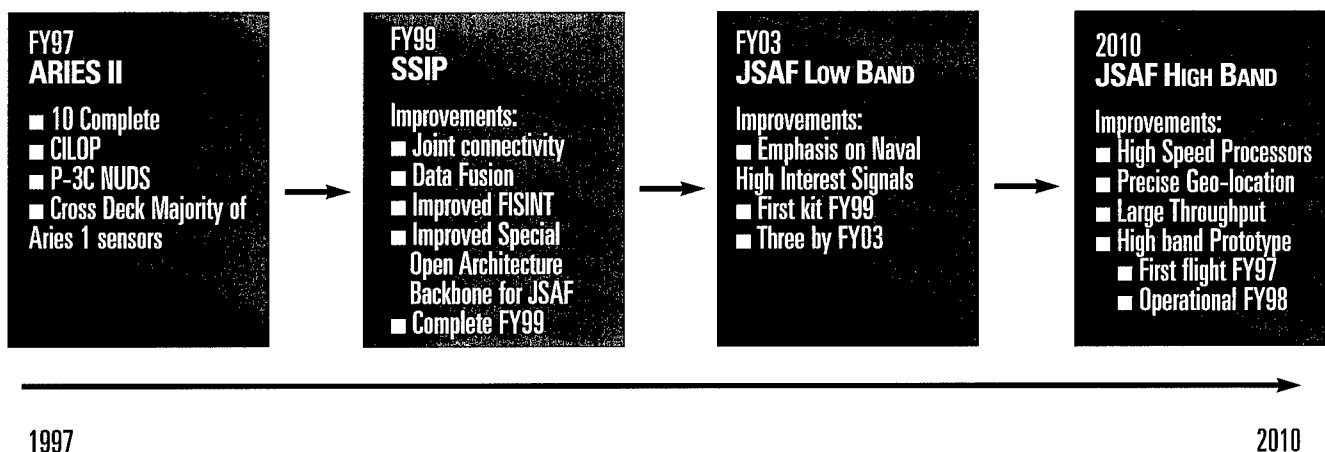 FY97
ARIES II
■ 10 Complete
■ CILOP
■ P-3C NUDS
■ Cross Deck Majority of
Aries 1 sensors
FY99
SSIP
Improvements:
■ Joint connectivity
■ Data Fusion
■ Improved FISINT
■ Improved Special
Open Architecture
Backbone for JSAF
■ Complete FY99
FY03
JSAF LOW BAND
Improvements:
■ Emphasis on Naval
High Interest Signals
■ First kit FY99
■ Three by FY03
2010
JSAF HIGH BAND
Improvements:
■ High Speed Processors
■ Precise Geo-location
■ Large Throughput
■ High band Prototype
■ First flight FY97
■ Operational FY98
1997
2010